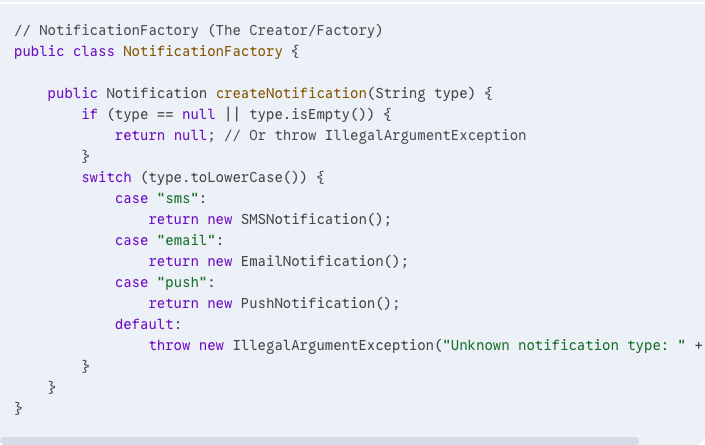 // NotificationFactory (The Creator/Factory)
public class NotificationFactory {
public Notification createNotification(String type) {
if (type == null || type.isEmpty()) {
return null; // Or throw IllegalArgumentException
}
switch (type.toLowerCase()) {
case "sms":
return new SMSNotification();
case "email":
return new EmailNotification();
case "push":
return new PushNotification();
default:
throw new IllegalArgumentException("Unknown notification type: " +
}
}
}